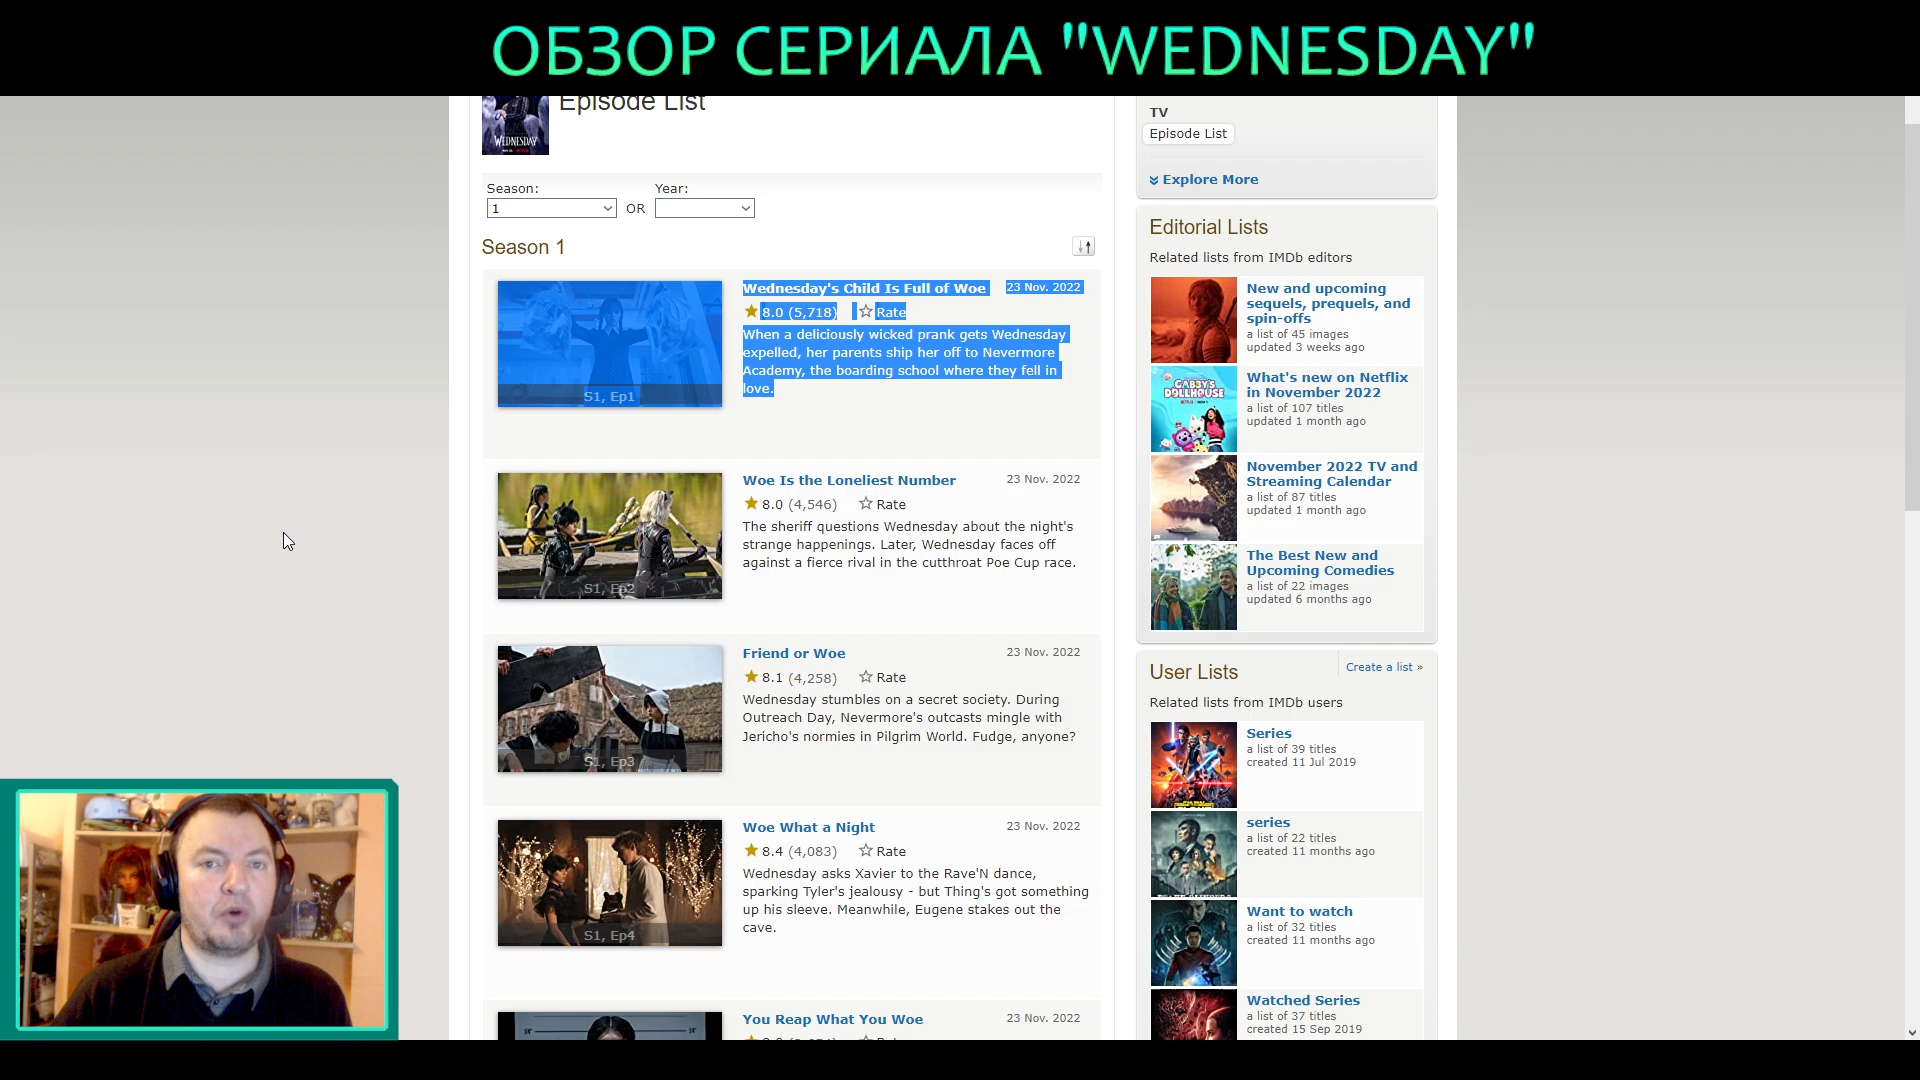 ОБЗОР СЕРИАЛА "WEDNESDAY"
WEDNESDAY
Episode List
Season:
Year:
1
OR
Season 1
Wednesday's Child Is Full of Woe
23 Nov. 2022
8.0 (5,718)
Rate
When a deliciously wicked prank gets Wednesday
expelled, her parents ship her off to Nevermore
Academy, the boarding school where they fell in
love.
S1, Ep1
Woe Is the Loneliest Number
23 Nov. 2022
8.0 (4,546)
Rate
The sheriff questions Wednesday about the night's
strange happenings. Later, Wednesday faces off
against a fierce rival in the cutthroat Poe Cup race.
S1, Ep2
Friend or Woe
23 Nov. 2022
8.1 (4,258)
Rate
Wednesday stumbles on a secret society. During
Outreach Day, Nevermore's outcasts mingle with
Jericho's normies in Pilgrim World. Fudge, anyone?
S1, Ep3
Woe What a Night
23 Nov. 2022
8.4 (4,083)
Rate
Wednesday asks Xavier to the Rave'N dance,
sparking Tyler's jealousy - but Thing's got something
up his sleeve. Meanwhile, Eugene stakes out the
cave.
S1, Ep4
You Reap What You Woe
23 Nov. 2022
TV
Episode List
Explore More
Editorial Lists
Related lists from IMDb editors
New and upcoming
sequels, prequels, and
spin-offs
a list of 45 images
updated 3 weeks ago
GABBY'S
DOLLHOUSE
What's new on Netflix
in November 2022
a list of 107 titles
updated 1 month ago
November 2022 TV and
Streaming Calendar
a list of 87 titles
updated 1 month ago
The Best New and
Upcoming Comedies
a list of 22 images
updated 6 months ago
User Lists
Create a list »
Related lists from IMDb users
Series
a list of 39 titles
created 11 Jul 2019
series
a list of 22 titles
created 11 months ago
Want to watch
a list of 32 titles
created 11 months ago
Watched Series
a list of 37 titles
created 15 Sep 2019